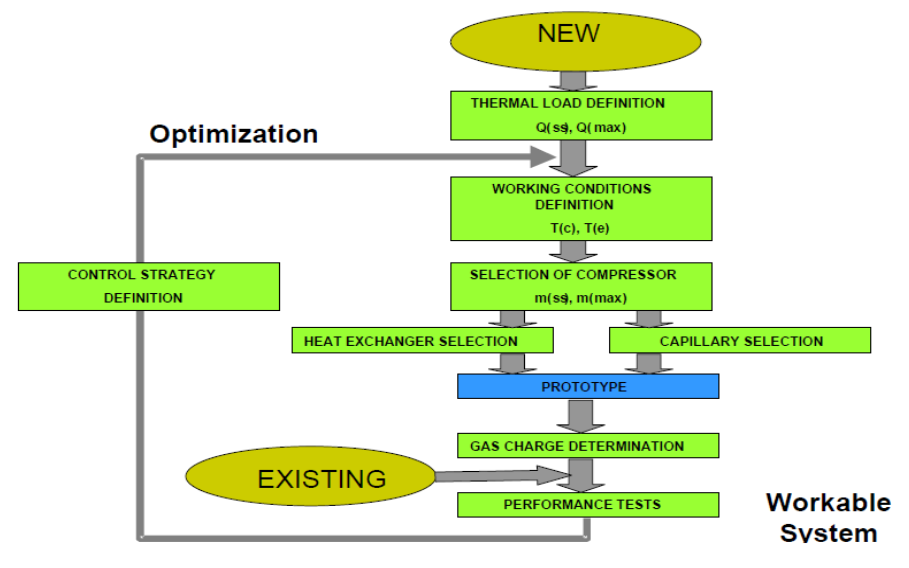 NEW
THERMAL LOAD DEFINITION
Q(ss), Q(max)
Optimization
WORKING CONDITIONS
DEFINITION
T(c), T(e)
CONTROL STRATEGY
DEFINITION
SELECTION OF COMPRESSOR
m(ss), m(max)
HEAT EXCHANGER SELECTION
CAPILLARY SELECTION
PROTOTYPE
GAS CHARGE DETERMINATION
EXISTING
PERFORMANCE TESTS
Workable
System